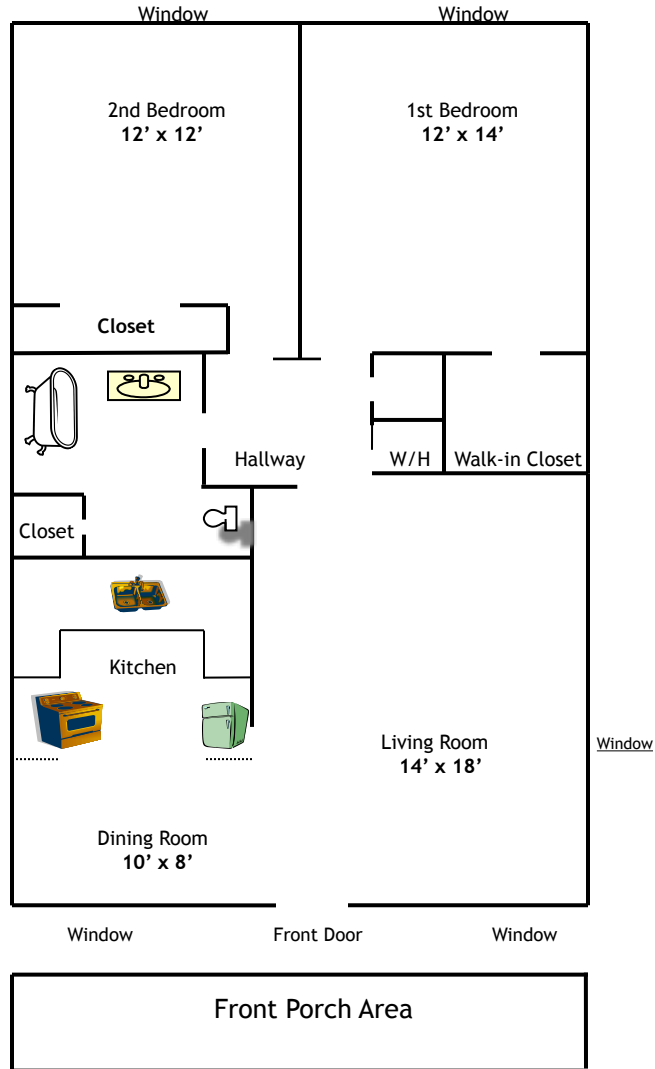 Window
Window
2nd Bedroom
12’ x 12’
1st Bedroom
12’ x 14’
Closet
Hallway
W/H
Walk-in Closet
Closet
Kitchen
Living Room
14’ x 18’
Window
Dining Room
10’ x 8’
Window
Front Door
Window
Front Porch Area